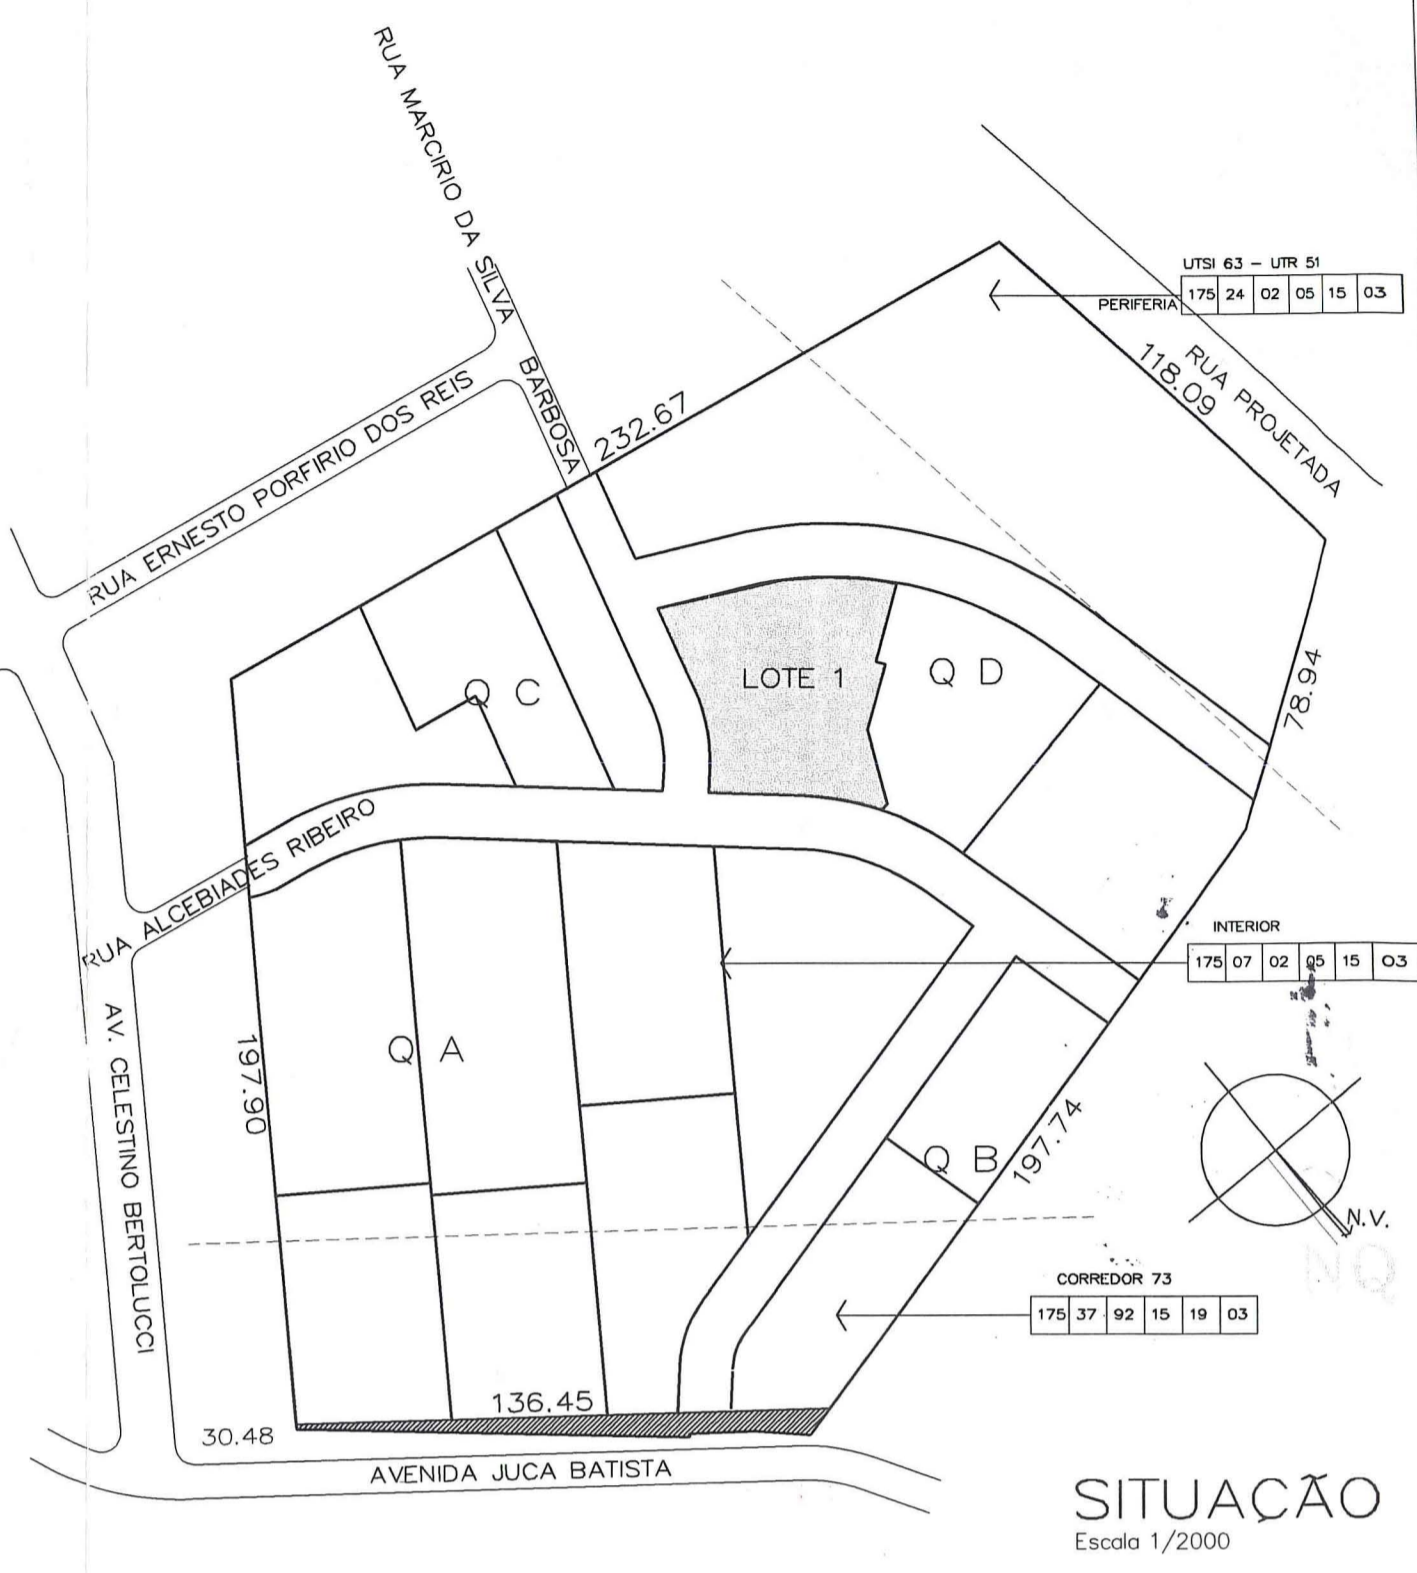 RUA MARCIRIO DA SILVA BARBOSA
UTSI 63 – UTR 51
PERIFERIA
175 24 02 05 15 03
RUA PROJETADA
118.09
232.67
RUA ERNESTO PORFIRIO DOS REIS
LOTE 1
Q D
Q C
78.94
RUA ALCEBIADES RIBEIRO
INTERIOR
175 07 02 05 15 03
AV. CELESTINO BERTOLUCCI
197.90
Q A
Q B
197.74
N.V.
CORREDOR 73
175 37 92 15 19 03
136.45
30.48
AVENIDA JUCA BATISTA
SITUAÇÃO
Escala 1/2000